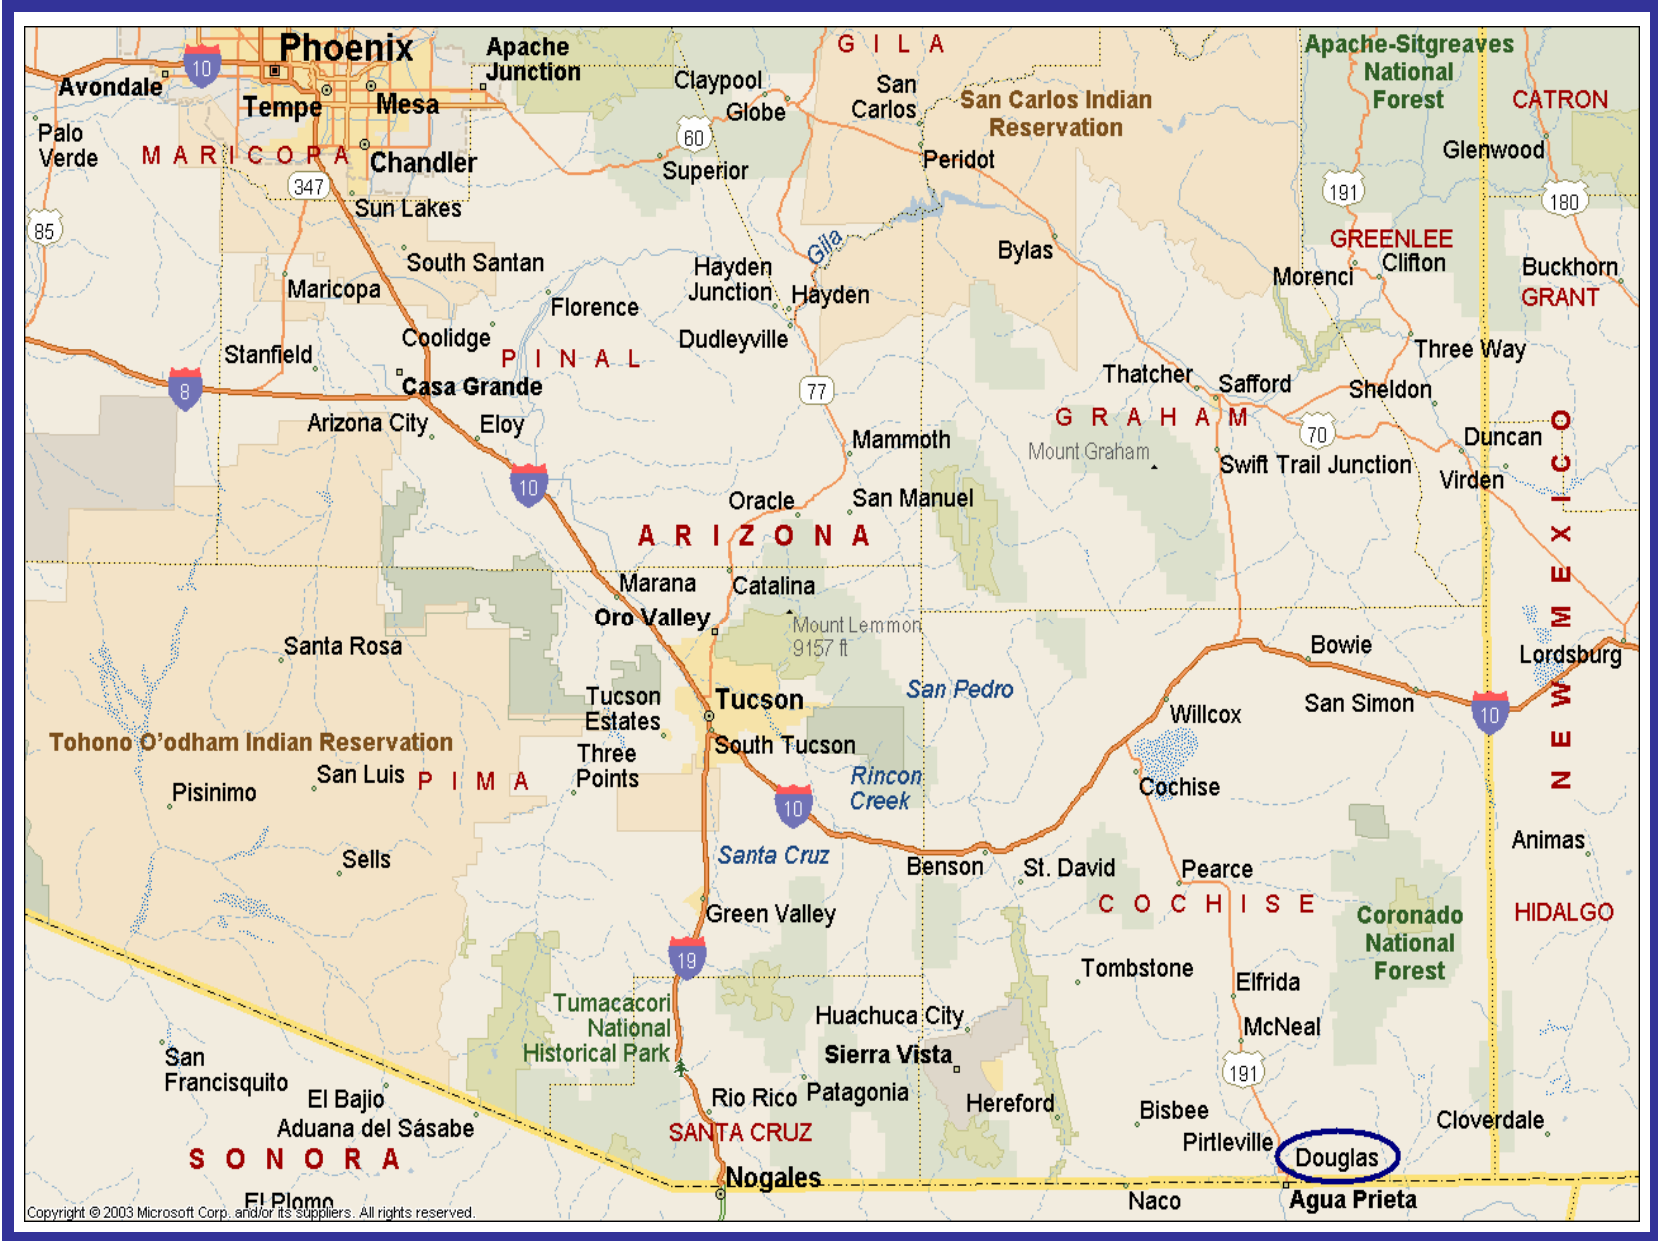 Phoenix
Apache
Junction
G I L A
Apache-Sitgreaves
National
Forest
10
Avondale
Tempe
Mesa
Claypool
Globe
San
Carlos
San Carlos Indian
Reservation
CATRON
Palo
Verde
M A R I C O P A
Chandler
60
Superior
Peridot
Glenwood
347
Sun Lakes
191
180
85
South Santan
Gila
Bylas
GREENLEE
Clifton
Morenci
Buckhorn
GRANT
Maricopa
Florence
Hayden
Junction
Hayden
Coolidge
Dudleyville
Stanfield
P I N A L
Three Way
8
Casa Grande
77
Thatcher
Safford
Sheldon
Arizona City
Eloy
G R A H A M
70
Mammoth
Mount Graham
Duncan
Swift Trail Junction
Virden
10
Oracle
San Manuel
A R I Z O N A
N E W M E X I C O
Marana
Catalina
Oro Valley
Mount Lemmon
9157 ft
Santa Rosa
Bowie
Lordsburg
Tucson
Estates
Tucson
San Pedro
San Simon
10
Willcox
Tohono O'odham Indian Reservation
South Tucson
Three
Points
San Luis
P I M A
Pisinimo
Rincon
Creek
10
Cochise
Santa Cruz
Sells
Benson
St. David
Pearce
Animas
Green Valley
C O C H I S E
Coronado
National
Forest
HIDALGO
19
Tombstone
Elfrida
Tumacacori
National
Historical Park
Huachuca City
McNeal
Sierra Vista
San
Francisquito
191
El Bajio
Rio Rico
Patagonia
Hereford
Bisbee
Cloverdale
Aduana del Sásabe
SANTA CRUZ
Pirtleville
Douglas
S O N O R A
Nogales
Naco
Agua Prieta
El Plomo
Copyright © 2003 Microsoft Corp. and/or its suppliers. All rights reserved.